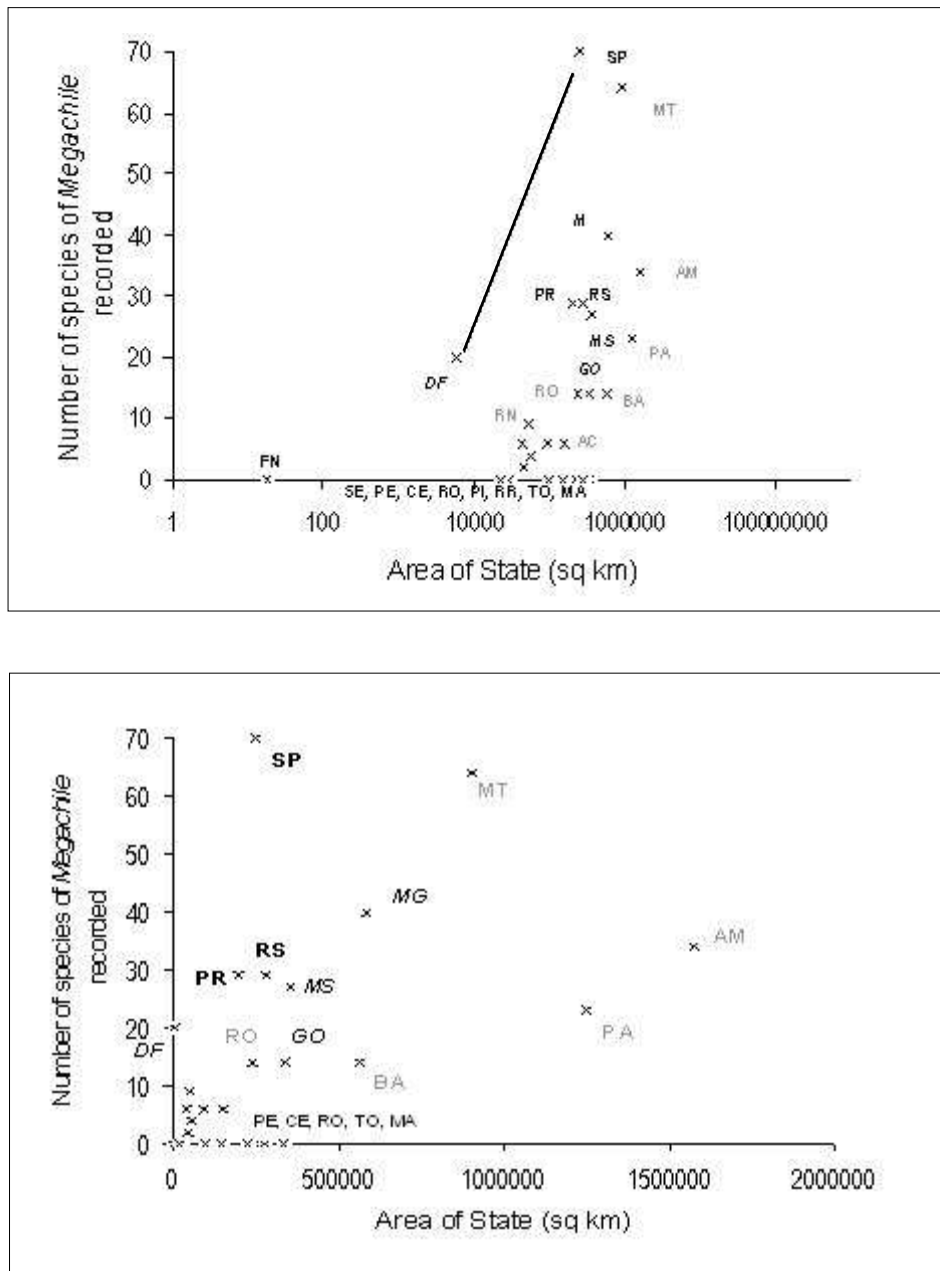 Number of species of Megachile
recorded
70
60
50
40
30
20
10
0
SP
MT
M
AM
PR
RS
MS
PA
GO
DF
RO
BA
RN
AC
FN
SE, PE, CE, RO, PI, RR, TO, MA
1
100
10000
1000000
100000000
Area of State (sq km)
Number of species of Megachile
recorded
70
60
50
40
30
20
10
0
SP
MT
MG
AM
RS
PR
MS
PA
RO
GO
DF
BA
PE, CE, RO, TO, MA
0
500000
1000000
1500000
2000000
Area of State (sq km)